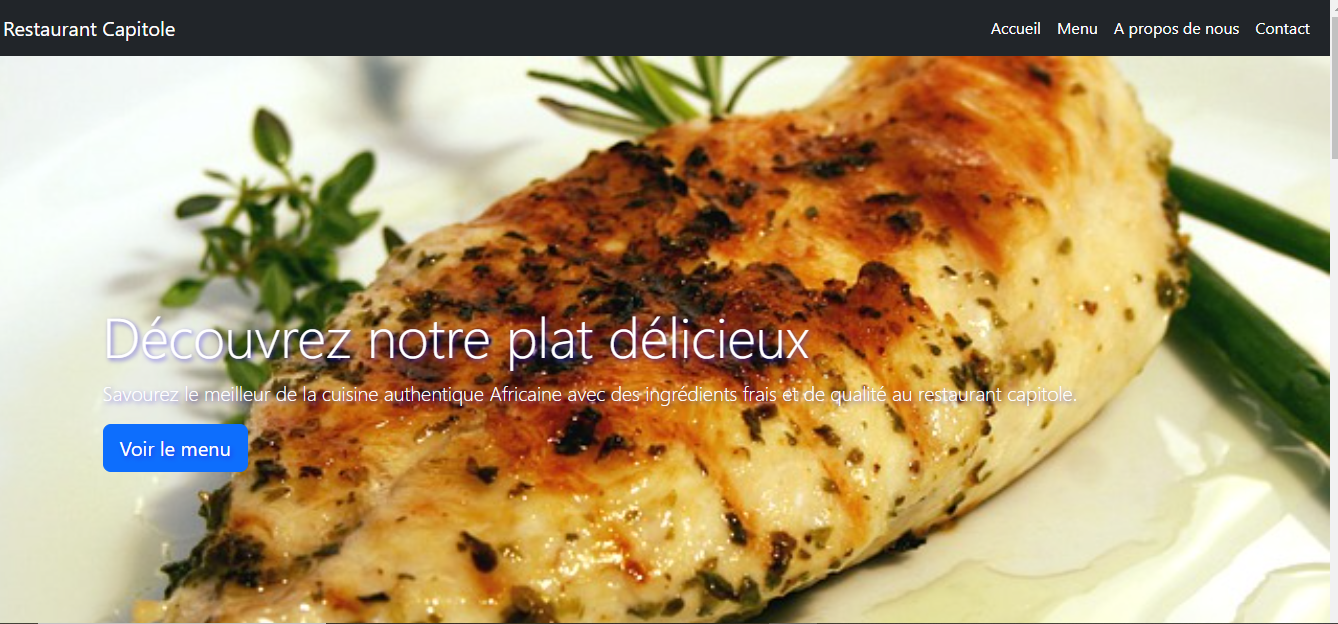 Restaurant Capitole
Accueil Menu A propos de nous Contact
Découvrez notre plat délicieux
Savourez le meilleur de la cuisine authentique Africaine avec des ingrédients frais et de qualité au restaurant capitole.
Voir le menu